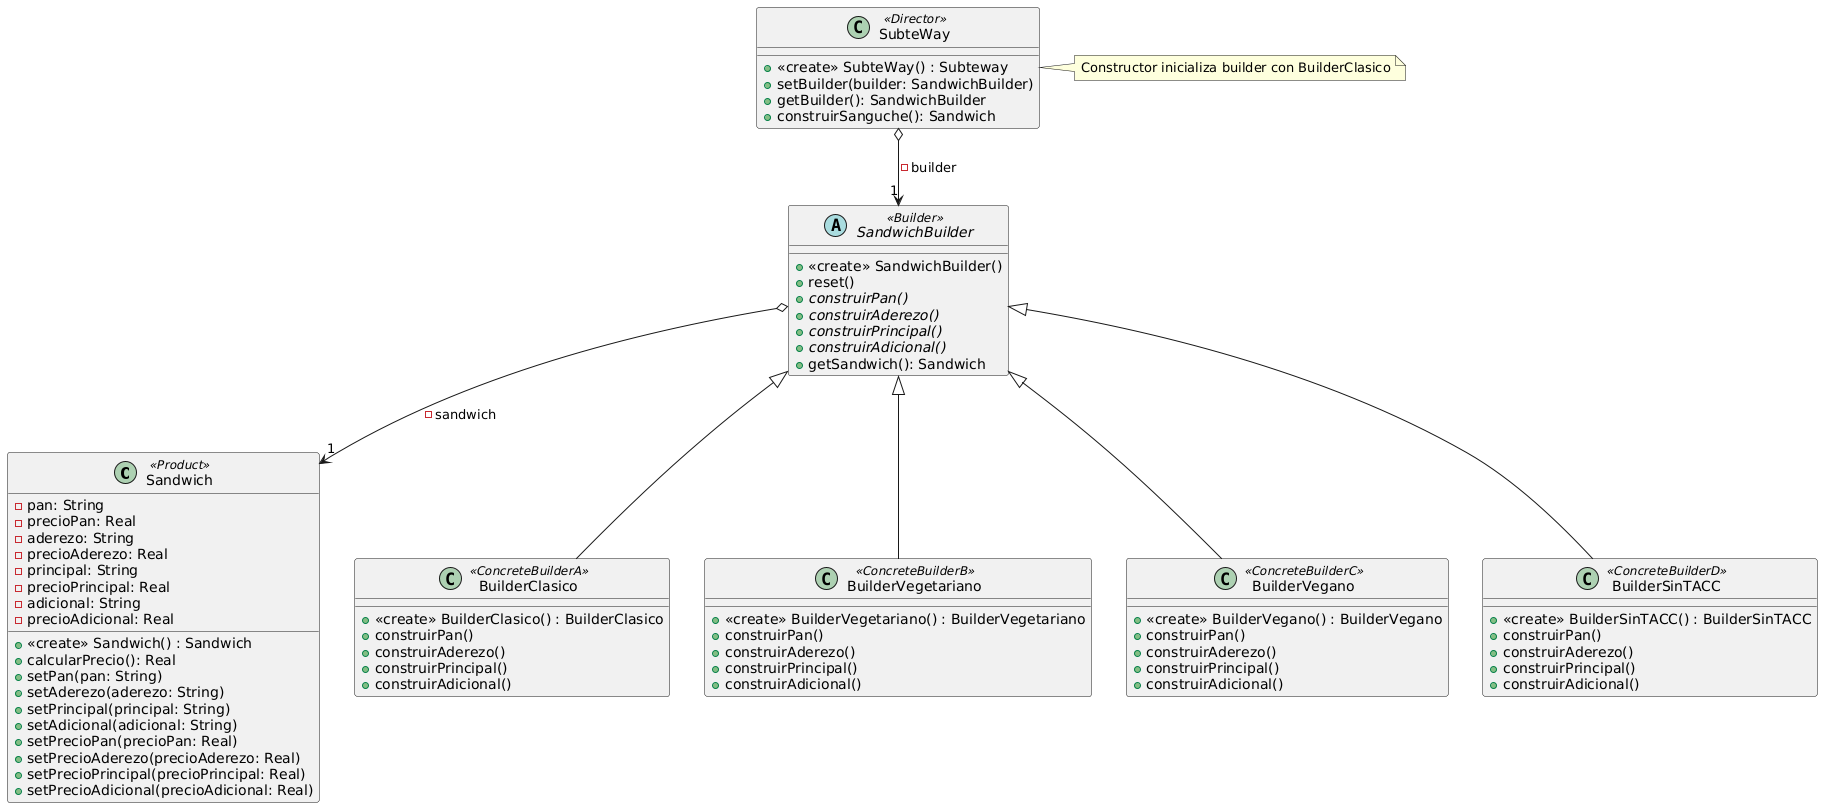 C
«Director»
SubteWay
«create» SubteWay() : Subteway
setBuilder(builder: SandwichBuilder)
getBuilder(): SandwichBuilder
construirSanguche(): Sandwich
Constructor inicializa builder con BuilderClasico
builder
1
A
«Builder»
SandwichBuilder
«create» SandwichBuilder()
reset()
construirPan()
construirAderezo()
construirPrincipal()
construirAdicional()
getSandwich(): Sandwich
sandwich
1
C
«Product»
Sandwich
pan: String
precioPan: Real
aderezo: String
precioAderezo: Real
principal: String
precioPrincipal: Real
adicional: String
precioAdicional: Real
«create» Sandwich() : Sandwich
calcularPrecio(): Real
setPan(pan: String)
setAderezo(aderezo: String)
setPrincipal(principal: String)
setAdicional(adicional: String)
setPrecioPan(precioPan: Real)
setPrecioAderezo(precioAderezo: Real)
setPrecioPrincipal(precioPrincipal: Real)
setPrecioAdicional(precioAdicional: Real)
C
«ConcreteBuilderA»
BuilderClasico
«create» BuilderClasico() : BuilderClasico
construirPan()
construirAderezo()
construirPrincipal()
construirAdicional()
C
«ConcreteBuilderB»
BuilderVegetariano
«create» BuilderVegetariano() : BuilderVegetariano
construirPan()
construirAderezo()
construirPrincipal()
construirAdicional()
C
«ConcreteBuilderC»
BuilderVegano
«create» BuilderVegano() : BuilderVegano
construirPan()
construirAderezo()
construirPrincipal()
construirAdicional()
C
«ConcreteBuilderD»
BuilderSinTACC
«create» BuilderSinTACC() : BuilderSinTACC
construirPan()
construirAderezo()
construirPrincipal()
construirAdicional()